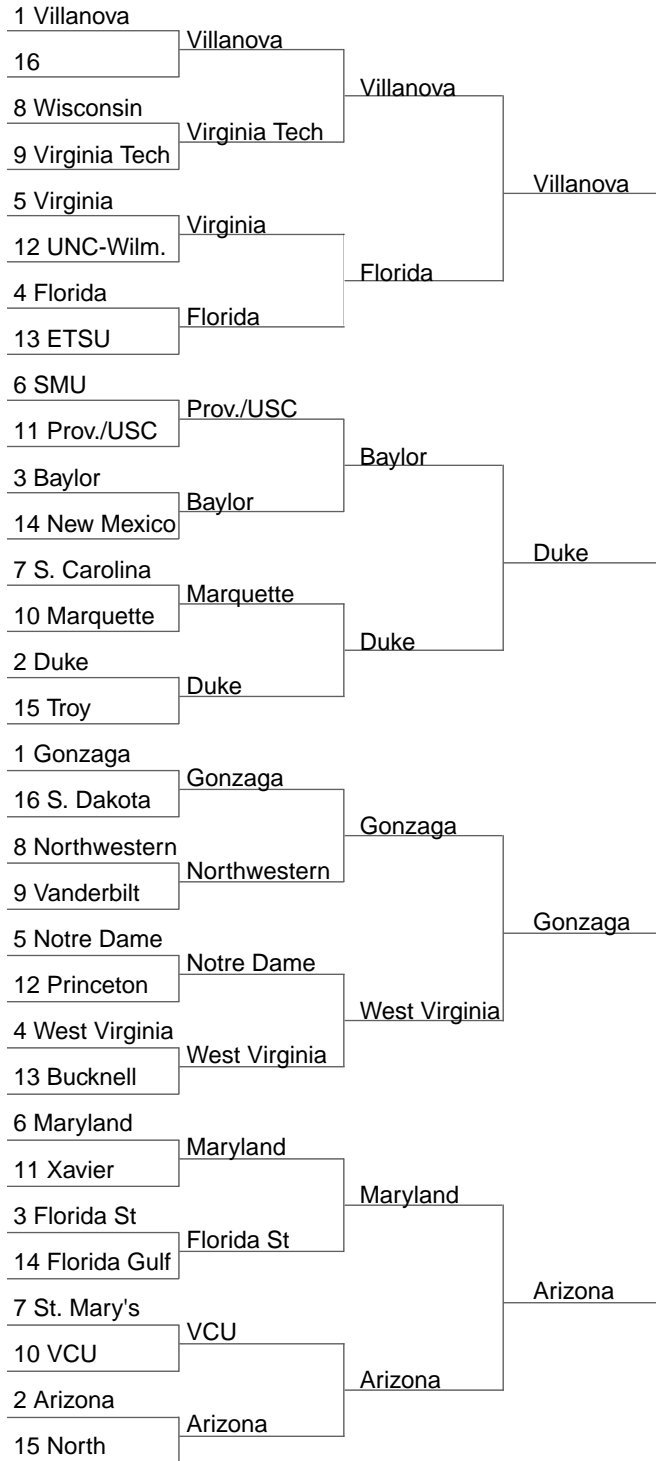 1 Villanova
16
8 Wisconsin
9 Virginia Tech
5 Virginia
12 UNC-Wilm.
4 Florida
13 ETSU
6 SMU
11 Prov./USC
3 Baylor
14 New Mexico
7 S. Carolina
10 Marquette
2 Duke
15 Troy
1 Gonzaga
16 S. Dakota
8 Northwestern
9 Vanderbilt
5 Notre Dame
12 Princeton
4 West Virginia
13 Bucknell
6 Maryland
11 Xavier
3 Florida St
14 Florida Gulf
7 St. Mary's
10 VCU
2 Arizona
15 North
Villanova
Virginia Tech
Virginia
Florida
Prov./USC
Baylor
Marquette
Duke
Gonzaga
Northwestern
Notre Dame
West Virginia
Maryland
Florida St
VCU
Arizona
Villanova
Florida
Baylor
Duke
Gonzaga
West Virginia
Maryland
Arizona
Villanova
Duke
Gonzaga
Arizona